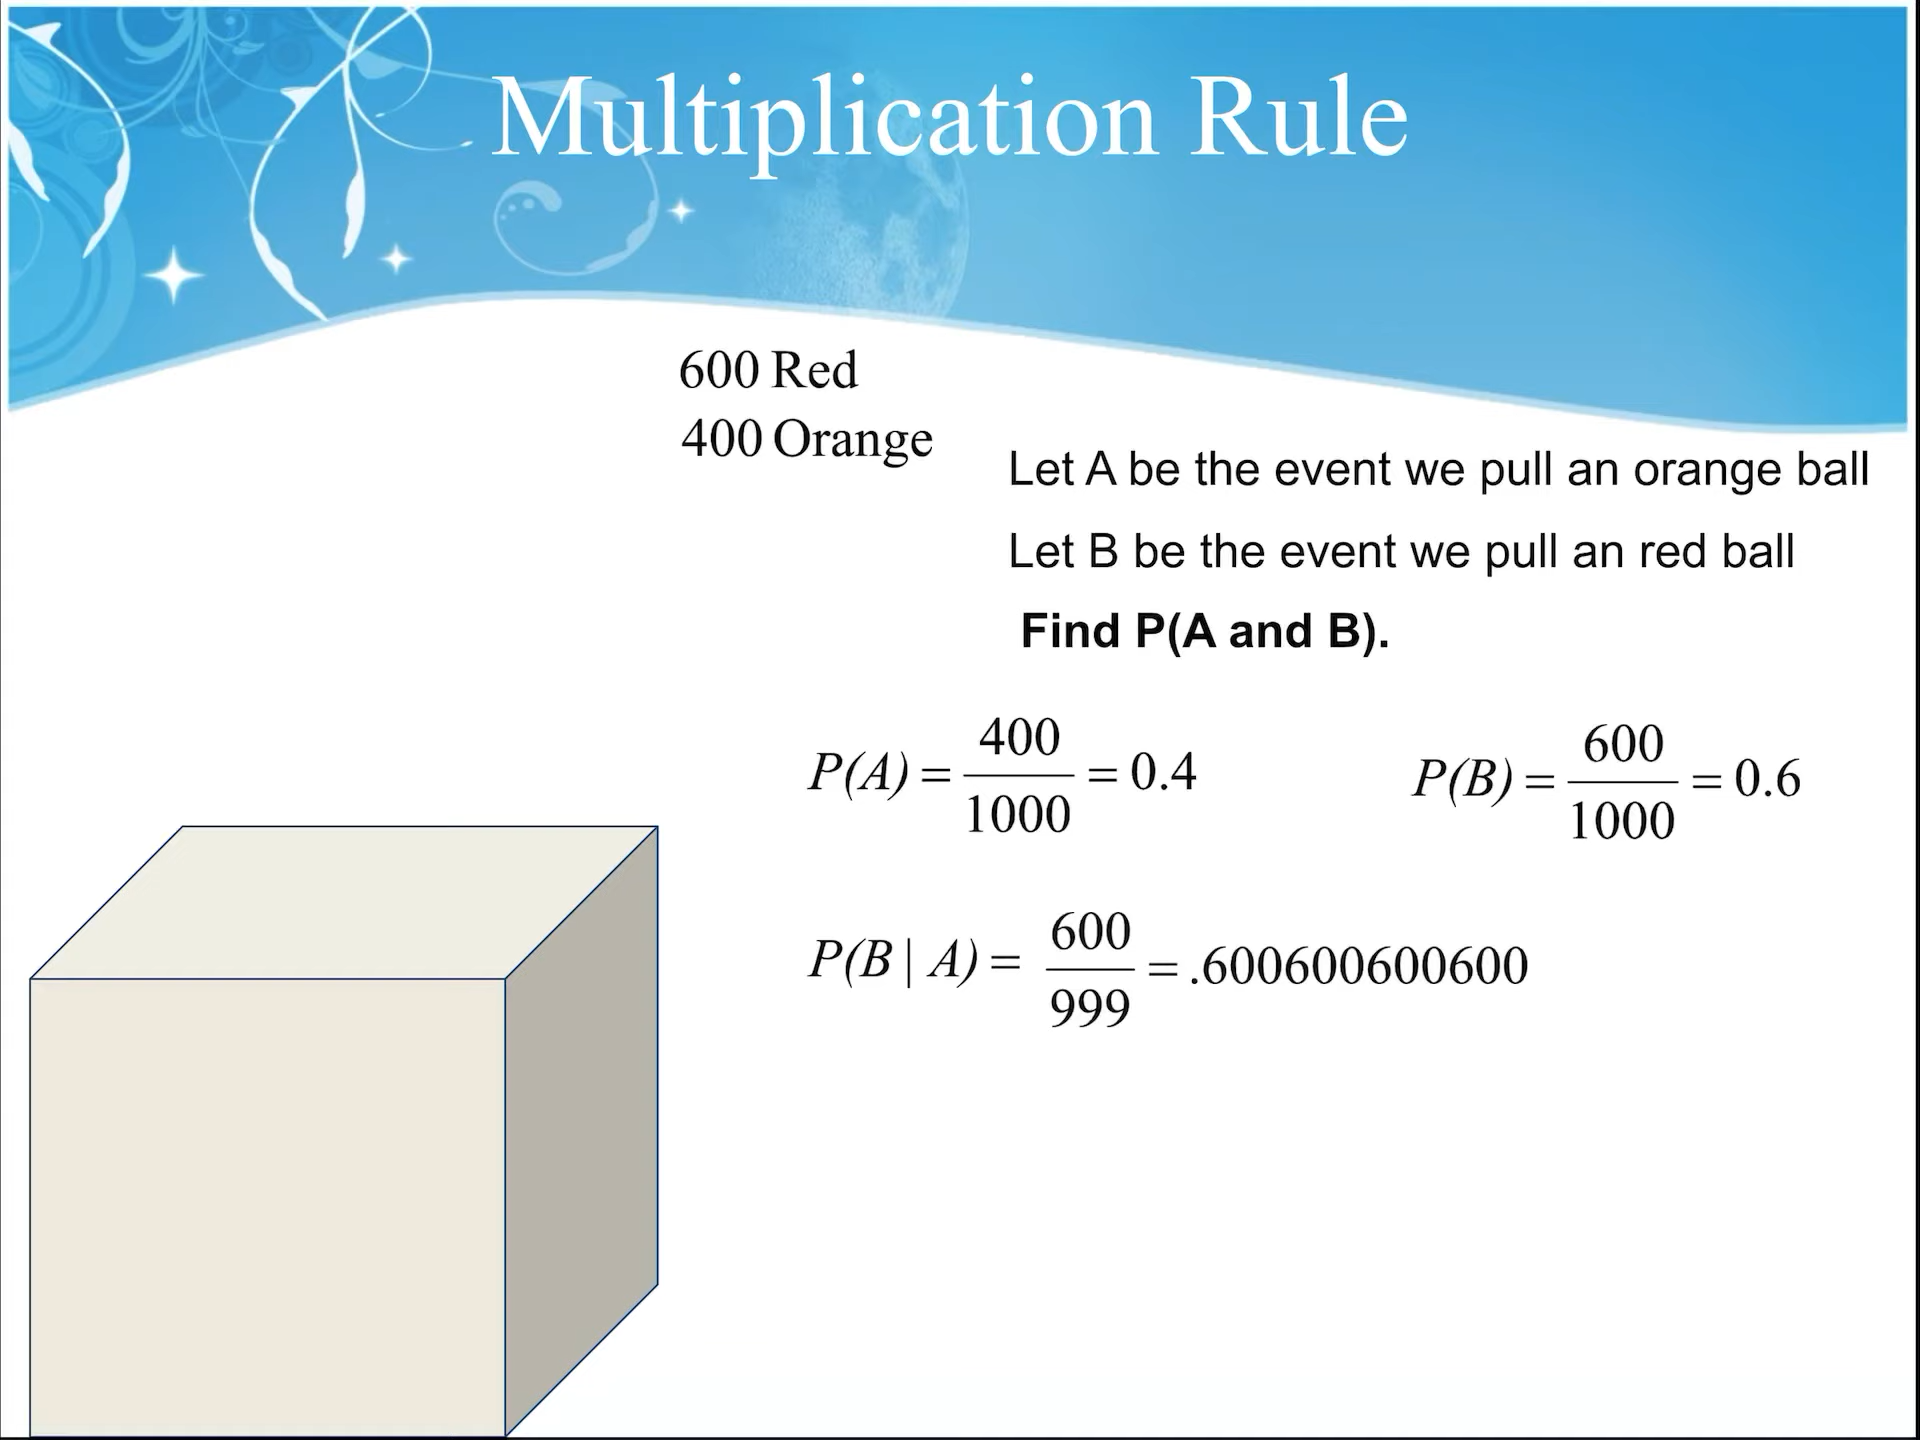 Multiplication Rule
600 Red
400 Orange
Let A be the event we pull an orange ball
Let B be the event we pull an red ball
Find P(A and B).
P(A) = 400/1000 = 0.4
P(B) = 600/1000 = 0.6
P(B | A) = 600/999 = .600600600600